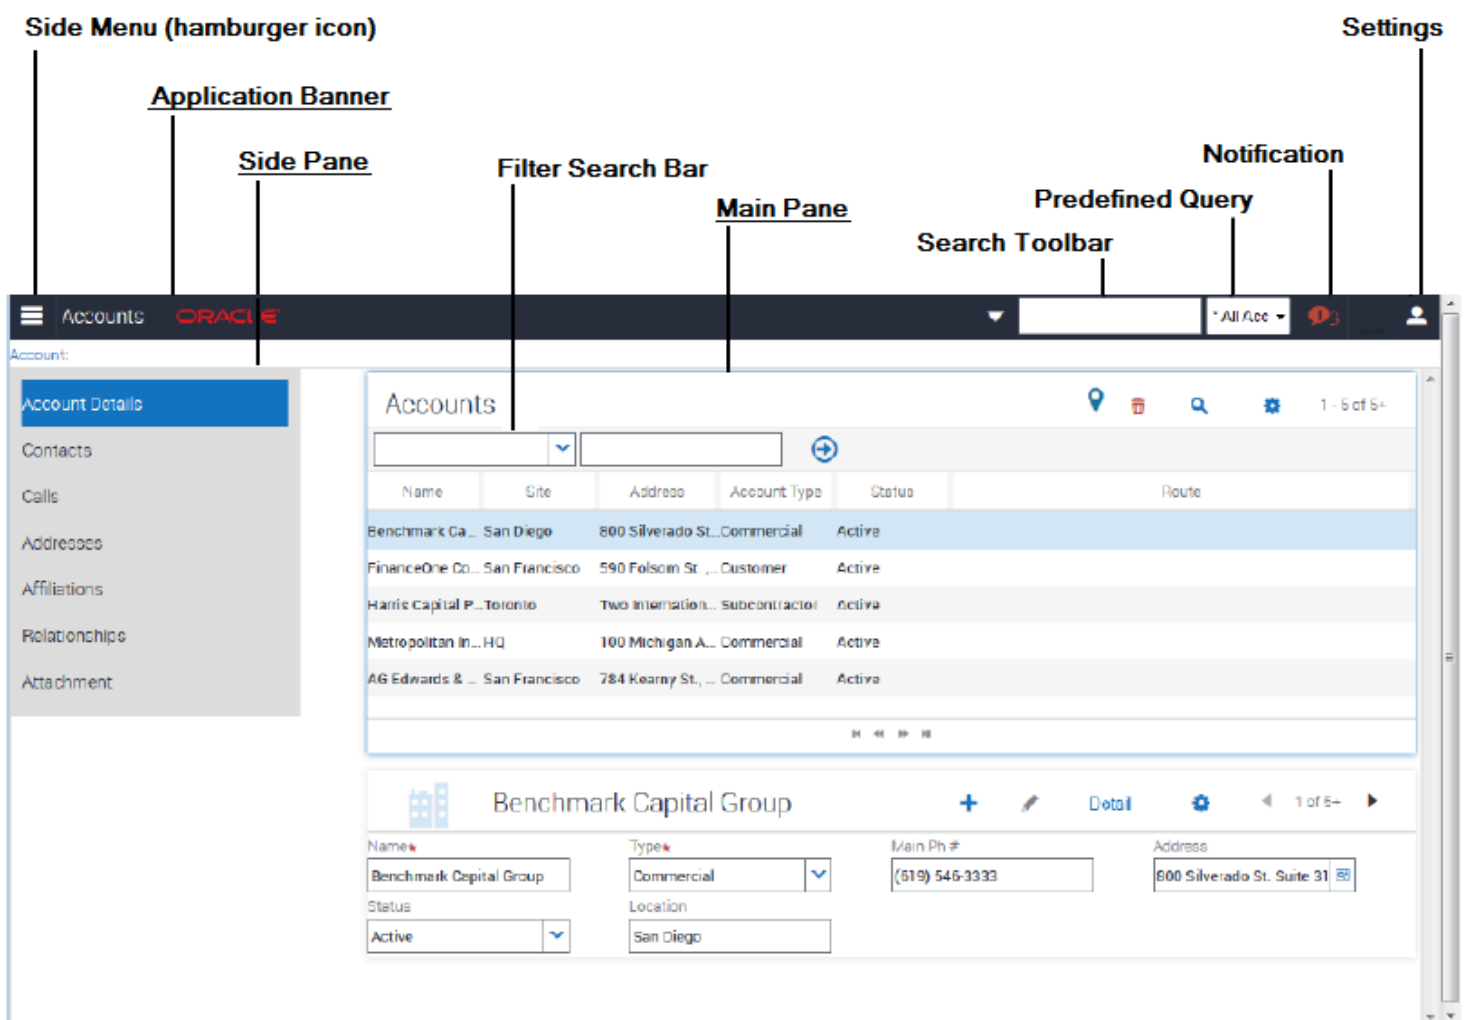 Side Menu (hamburger icon)
Settings
Application Banner
Side Pane
Filter Search Bar
Notification
Main Pane
Predefined Query
Search Toolbar
Accounts ORACLE * All Acc 3
Account:
Account Details
Contacts
Calls
Addresses
Affiliations
Relationships
Attachment
Accounts 1 - 5 of 5+
Name Site Address Account Type Status Route
Benchmark Ca... San Diego 800 Silverado St... Commercial Active
FinanceOne Co... San Francisco 590 Folsom St. ,... Customer Active
Harris Capital P... Toronto Two Internation... Subcontractor Active
Metropolitan In... HQ 100 Michigan A... Commercial Active
AG Edwards & ... San Francisco 784 Kearny St., ... Commercial Active
Benchmark Capital Group Detail 1 of 5+
Name* Type* Main Ph # Address
Benchmark Capital Group Commercial (619) 546-3333 800 Silverado St. Suite 31
Status Location
Active San Diego